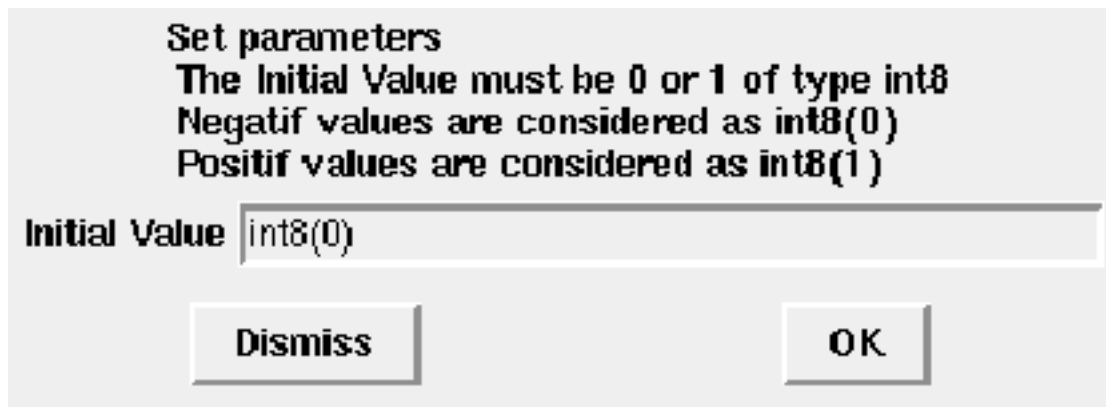 Set parameters
The Initial Value must be 0 or 1 of type int8
Negatif values are considered as int8(0)
Positif values are considered as int8(1)
Initial Value int8(0)
Dismiss OK